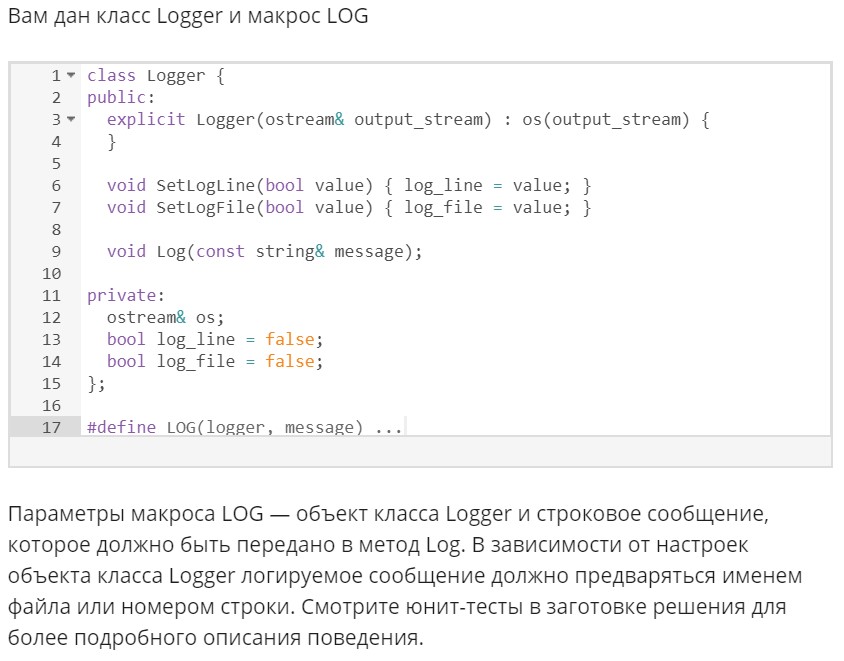 Вам дан класс Logger и макрос LOG
1 class Logger {
2 public:
3   explicit Logger(ostream& output_stream) : os(output_stream) {
4   }
5
6   void SetLogLine(bool value) { log_line = value; }
7   void SetLogFile(bool value) { log_file = value; }
8
9   void Log(const string& message);
10
11 private:
12   ostream& os;
13   bool log_line = false;
14   bool log_file = false;
15 };
16
17 #define LOG(logger, message) ...
Параметры макроса LOG — объект класса Logger и строковое сообщение,
которое должно быть передано в метод Log. В зависимости от настроек
объекта класса Logger логируемое сообщение должно предваряться именем
файла или номером строки. Смотрите юнит-тесты в заготовке решения для
более подробного описания поведения.